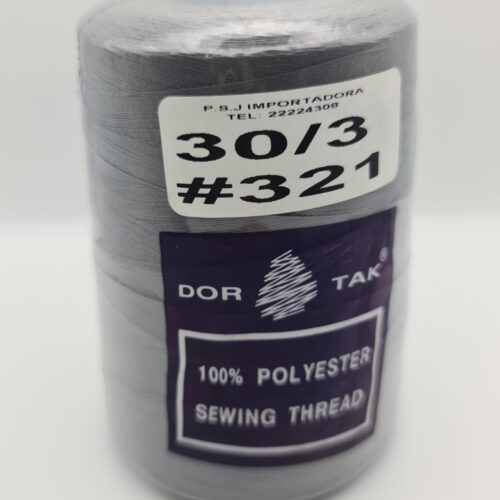 P.S.J IMPORTADORA
TEL: 22224308
30/3
#321
DOR TAK®
100% POLYESTER
SEWING THREAD